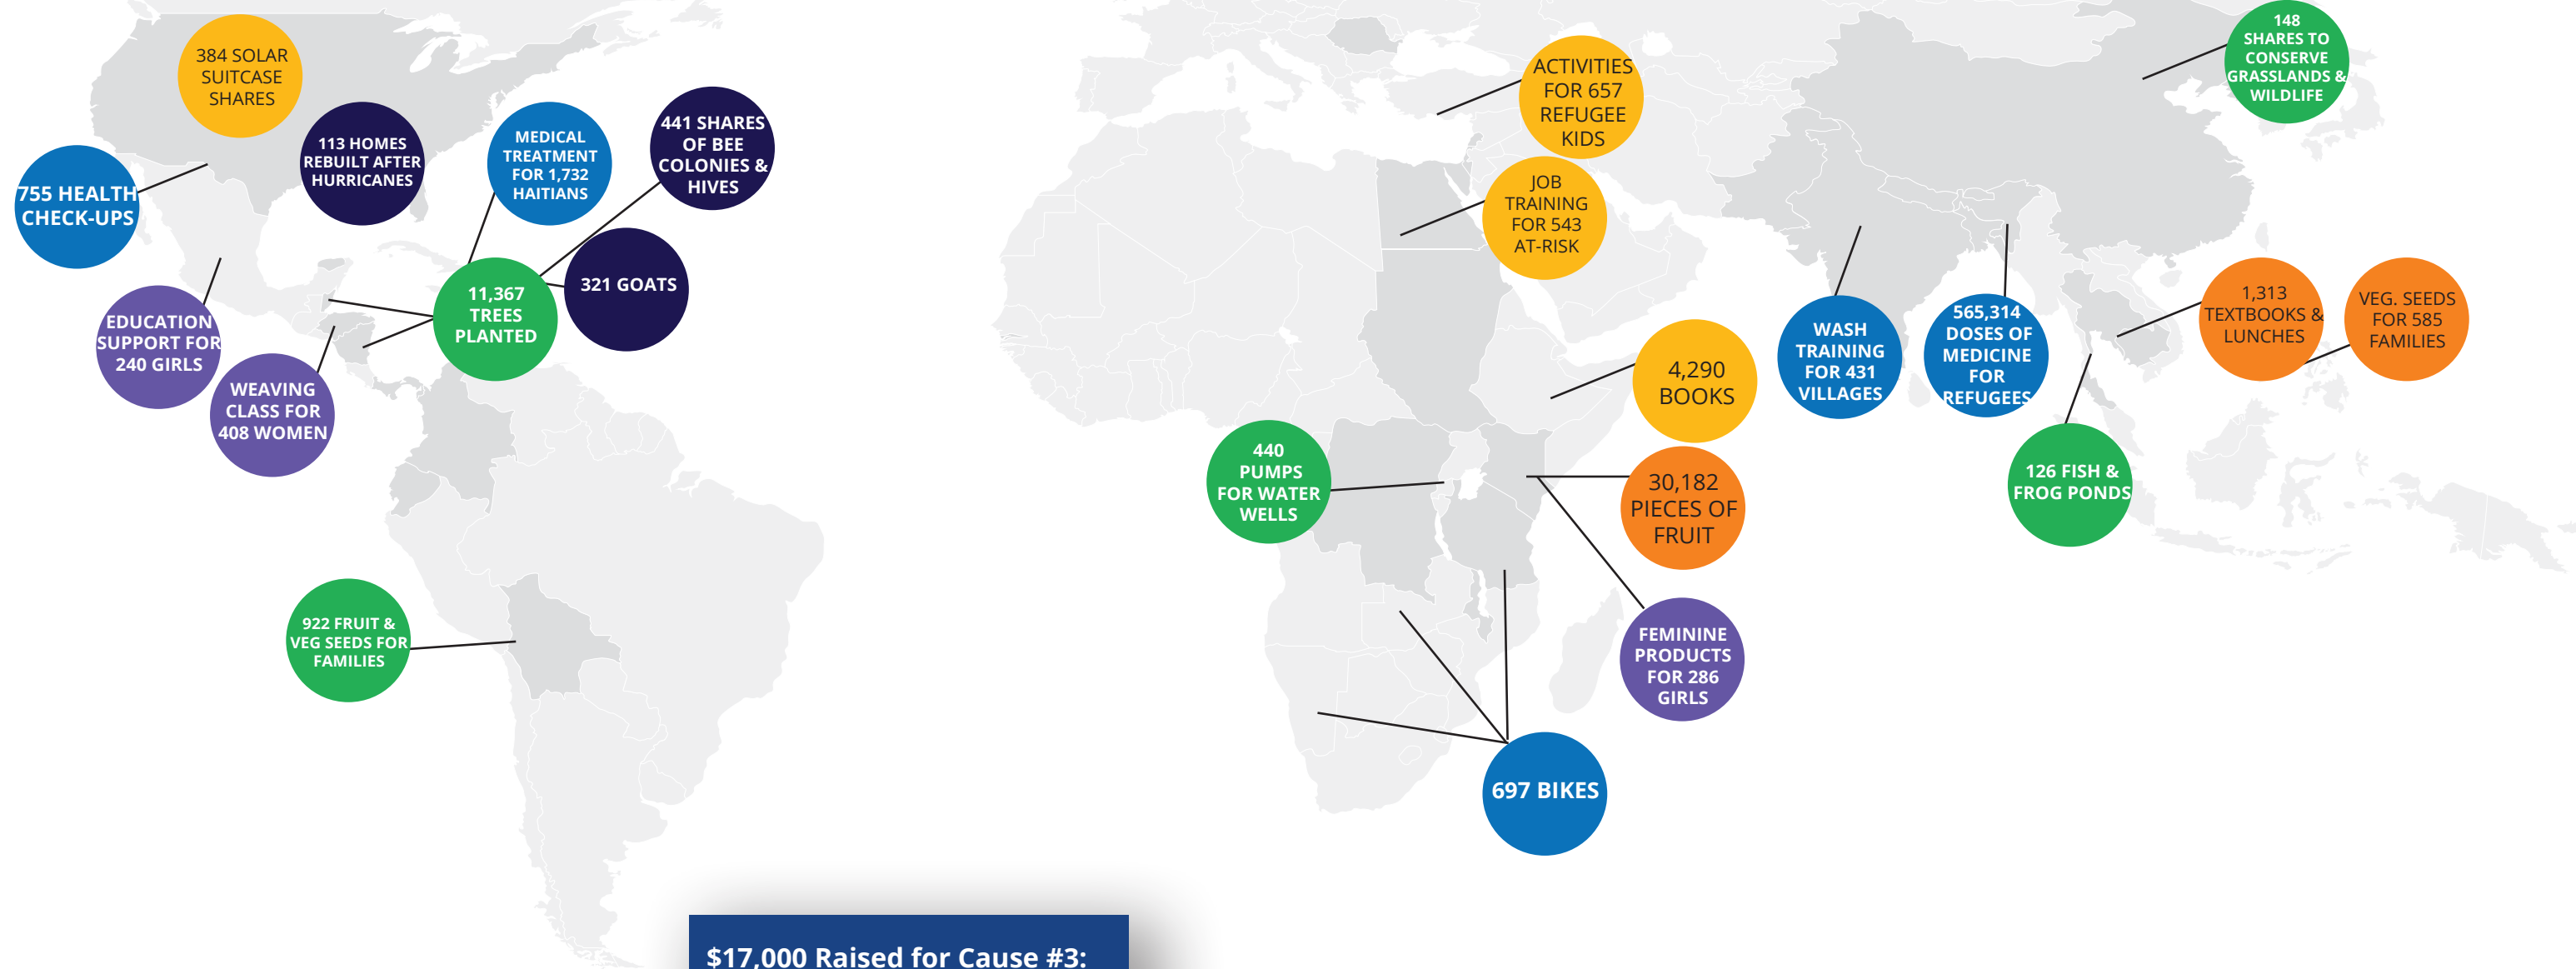 384 SOLAR
SUITCASE
SHARES
113 HOMES
REBUILT AFTER
HURRICANES
MEDICAL
TREATMENT
FOR 1,732
HAITIANS
441 SHARES
OF BEE
COLONIES &
HIVES
755 HEALTH
CHECK-UPS
321 GOATS
11,367
TREES
PLANTED
EDUCATION
SUPPORT FOR
240 GIRLS
WEAVING
CLASS FOR
408 WOMEN
922 FRUIT &
VEG SEEDS FOR
FAMILIES
ACTIVITIES
FOR 657
REFUGEE
KIDS
JOB
TRAINING
FOR 543
AT-RISK
4,290
BOOKS
440
PUMPS
FOR WATER
WELLS
30,182
PIECES OF
FRUIT
FEMININE
PRODUCTS
FOR 286
GIRLS
697 BIKES
148
SHARES TO
CONSERVE
GRASSLANDS &
WILDLIFE
WASH
TRAINING
FOR 431
VILLAGES
565,314
DOSES OF
MEDICINE
FOR
REFUGEES
1,313
TEXTBOOKS &
LUNCHES
VEG. SEEDS
FOR 585
FAMILIES
126 FISH &
FROG PONDS
$17,000 Raised for Cause #3: